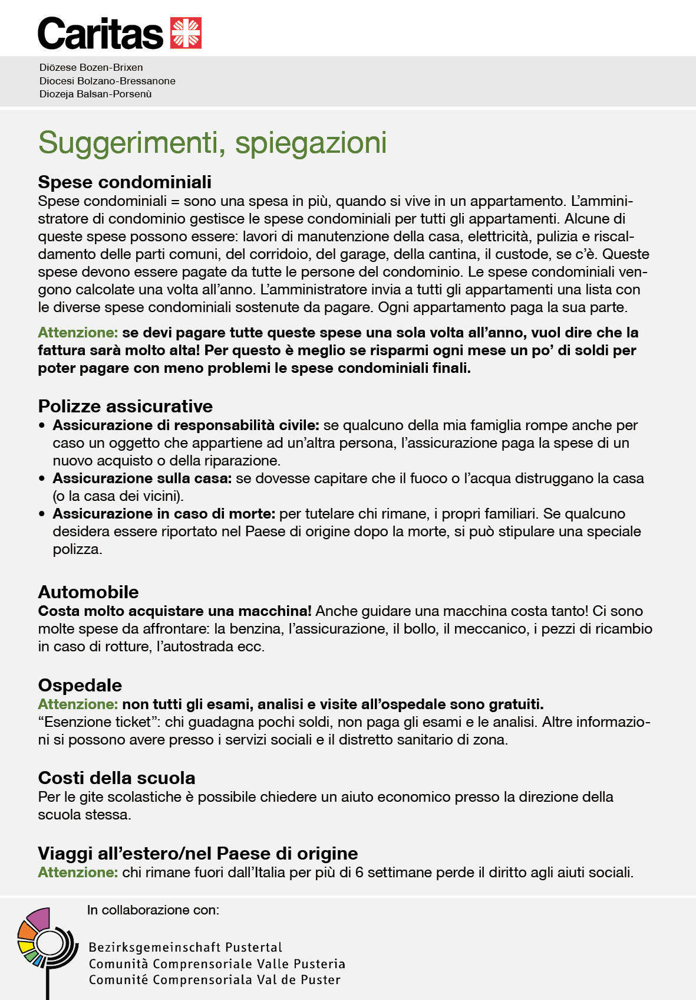 Caritas
Diözese Bozen-Brixen
Diocesi Bolzano-Bressanone
Diozeja Balsan-Porsenù
Suggerimenti, spiegazioni
Spese condominiali
Spese condominiali = sono una spesa in più, quando si vive in un appartamento. L’ammini-
stratore di condominio gestisce le spese condominiali per tutti gli appartamenti. Alcune di
queste spese possono essere: lavori di manutenzione della casa, elettricità, pulizia e riscal-
damento delle parti comuni, del corridoio, del garage, della cantina, il custode, se c’è. Queste
spese devono essere pagate da tutte le persone del condominio. Le spese condominiali ven-
gono calcolate una volta all’anno. L’amministratore invia a tutti gli appartamenti una lista con
le diverse spese condominiali sostenute da pagare. Ogni appartamento paga la sua parte.
Attenzione: se devi pagare tutte queste spese una sola volta all’anno, vuol dire che la
fattura sarà molto alta! Per questo è meglio se risparmi ogni mese un po’ di soldi per
poter pagare con meno problemi le spese condominiali finali.
Polizze assicurative
• Assicurazione di responsabilità civile: se qualcuno della mia famiglia rompe anche per
caso un oggetto che appartiene ad un’altra persona, l’assicurazione paga la spese di un
nuovo acquisto o della riparazione.
• Assicurazione sulla casa: se dovesse capitare che il fuoco o l’acqua distruggano la casa
(o la casa dei vicini).
• Assicurazione in caso di morte: per tutelare chi rimane, i propri familiari. Se qualcuno
desidera essere riportato nel Paese di origine dopo la morte, si può stipulare una speciale
polizza.
Automobile
Costa molto acquistare una macchina! Anche guidare una macchina costa tanto! Ci sono
molte spese da affrontare: la benzina, l’assicurazione, il bollo, il meccanico, i pezzi di ricambio
in caso di rotture, l’autostrada ecc.
Ospedale
Attenzione: non tutti gli esami, analisi e visite all’ospedale sono gratuiti.
“Esenzione ticket”: chi guadagna pochi soldi, non paga gli esami e le analisi. Altre informazio-
ni si possono avere presso i servizi sociali e il distretto sanitario di zona.
Costi della scuola
Per le gite scolastiche è possibile chiedere un aiuto economico presso la direzione della
scuola stessa.
Viaggi all’estero/nel Paese di origine
Attenzione: chi rimane fuori dall’Italia per più di 6 settimane perde il diritto agli aiuti sociali.
In collaborazione con:
Bezirksgemeinschaft Pustertal
Comunità Comprensoriale Valle Pusteria
Comunité Comprensoriala Val de Puster